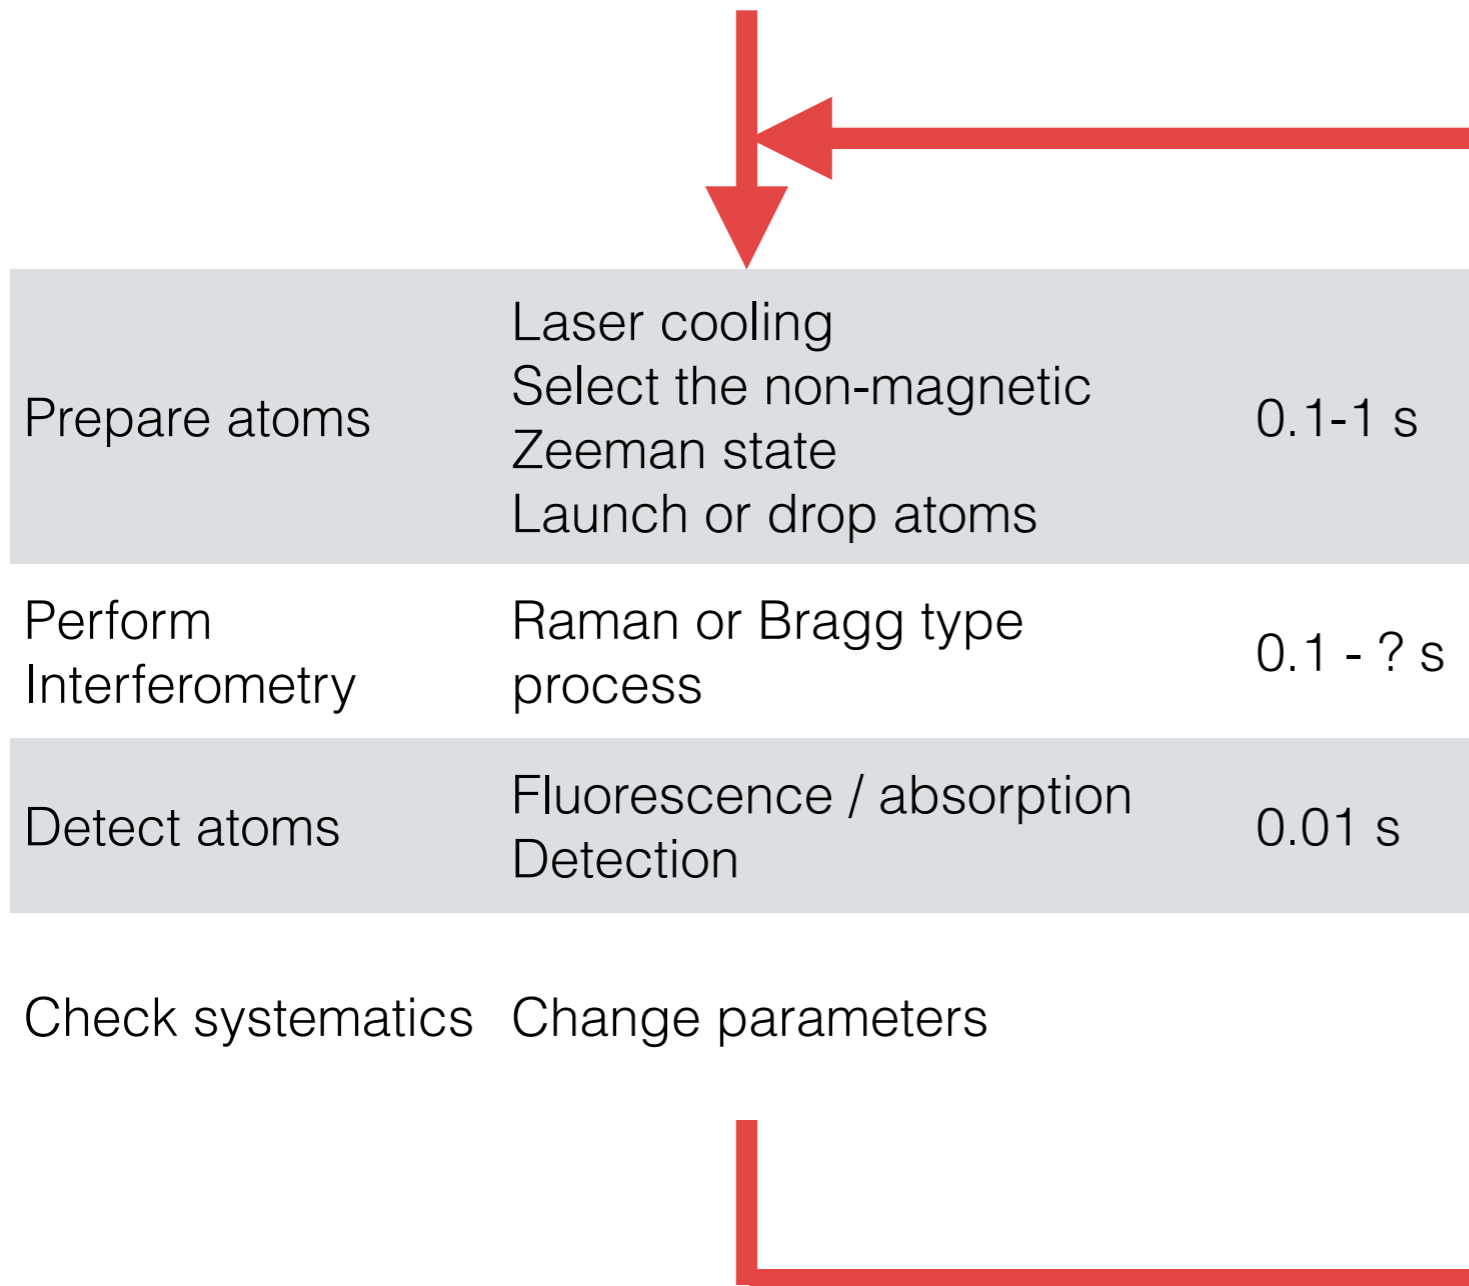 Prepare atoms
Laser cooling
Select the non-magnetic
Zeeman state
Launch or drop atoms
0.1-1 s
Perform
Interferometry
Raman or Bragg type
process
0.1 - ? s
Detect atoms
Fluorescence / absorption
Detection
0.01 s
Check systematics
Change parameters